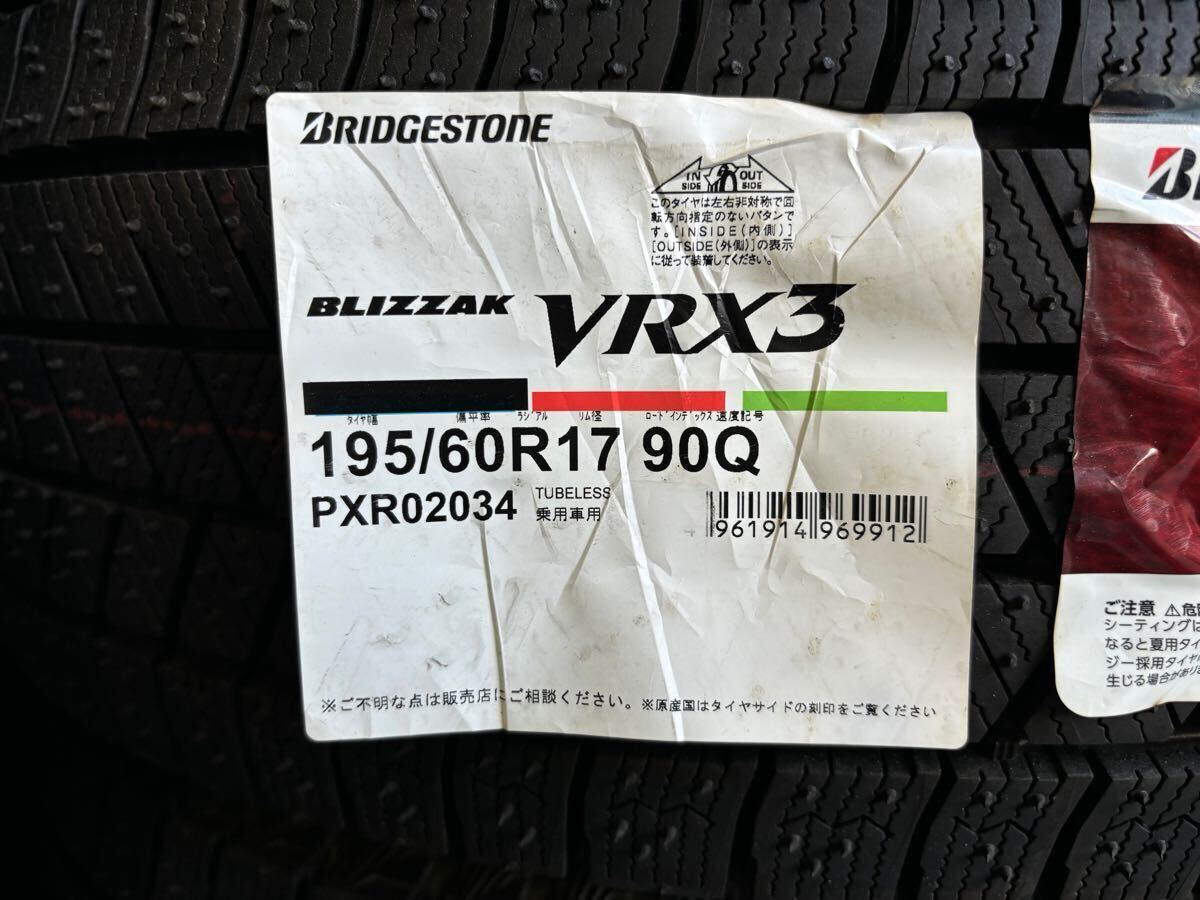 BRIDGESTONE
IN SIDE OUT SIDE
このタイヤは左右非対称で回
転方向指定のないパタンで
す。[INSIDE(内側)]
[OUTSIDE(外側)]の表示
に従って装着してください。
BLIZZAK VRX3
タイヤ幅 偏平率 ラジアル リム径 ロードインデックス 速度記号
195/60R17 90Q
PXR02034 TUBELESS
乗用車用
961914 969912
※ご不明な点は販売店にご相談ください。※原産国はタイヤサイドの刻印をご覧ください
ご注意 ⚠危
シーティングは
なると夏用タイ
ジー採用タイヤ
生じる場合があり